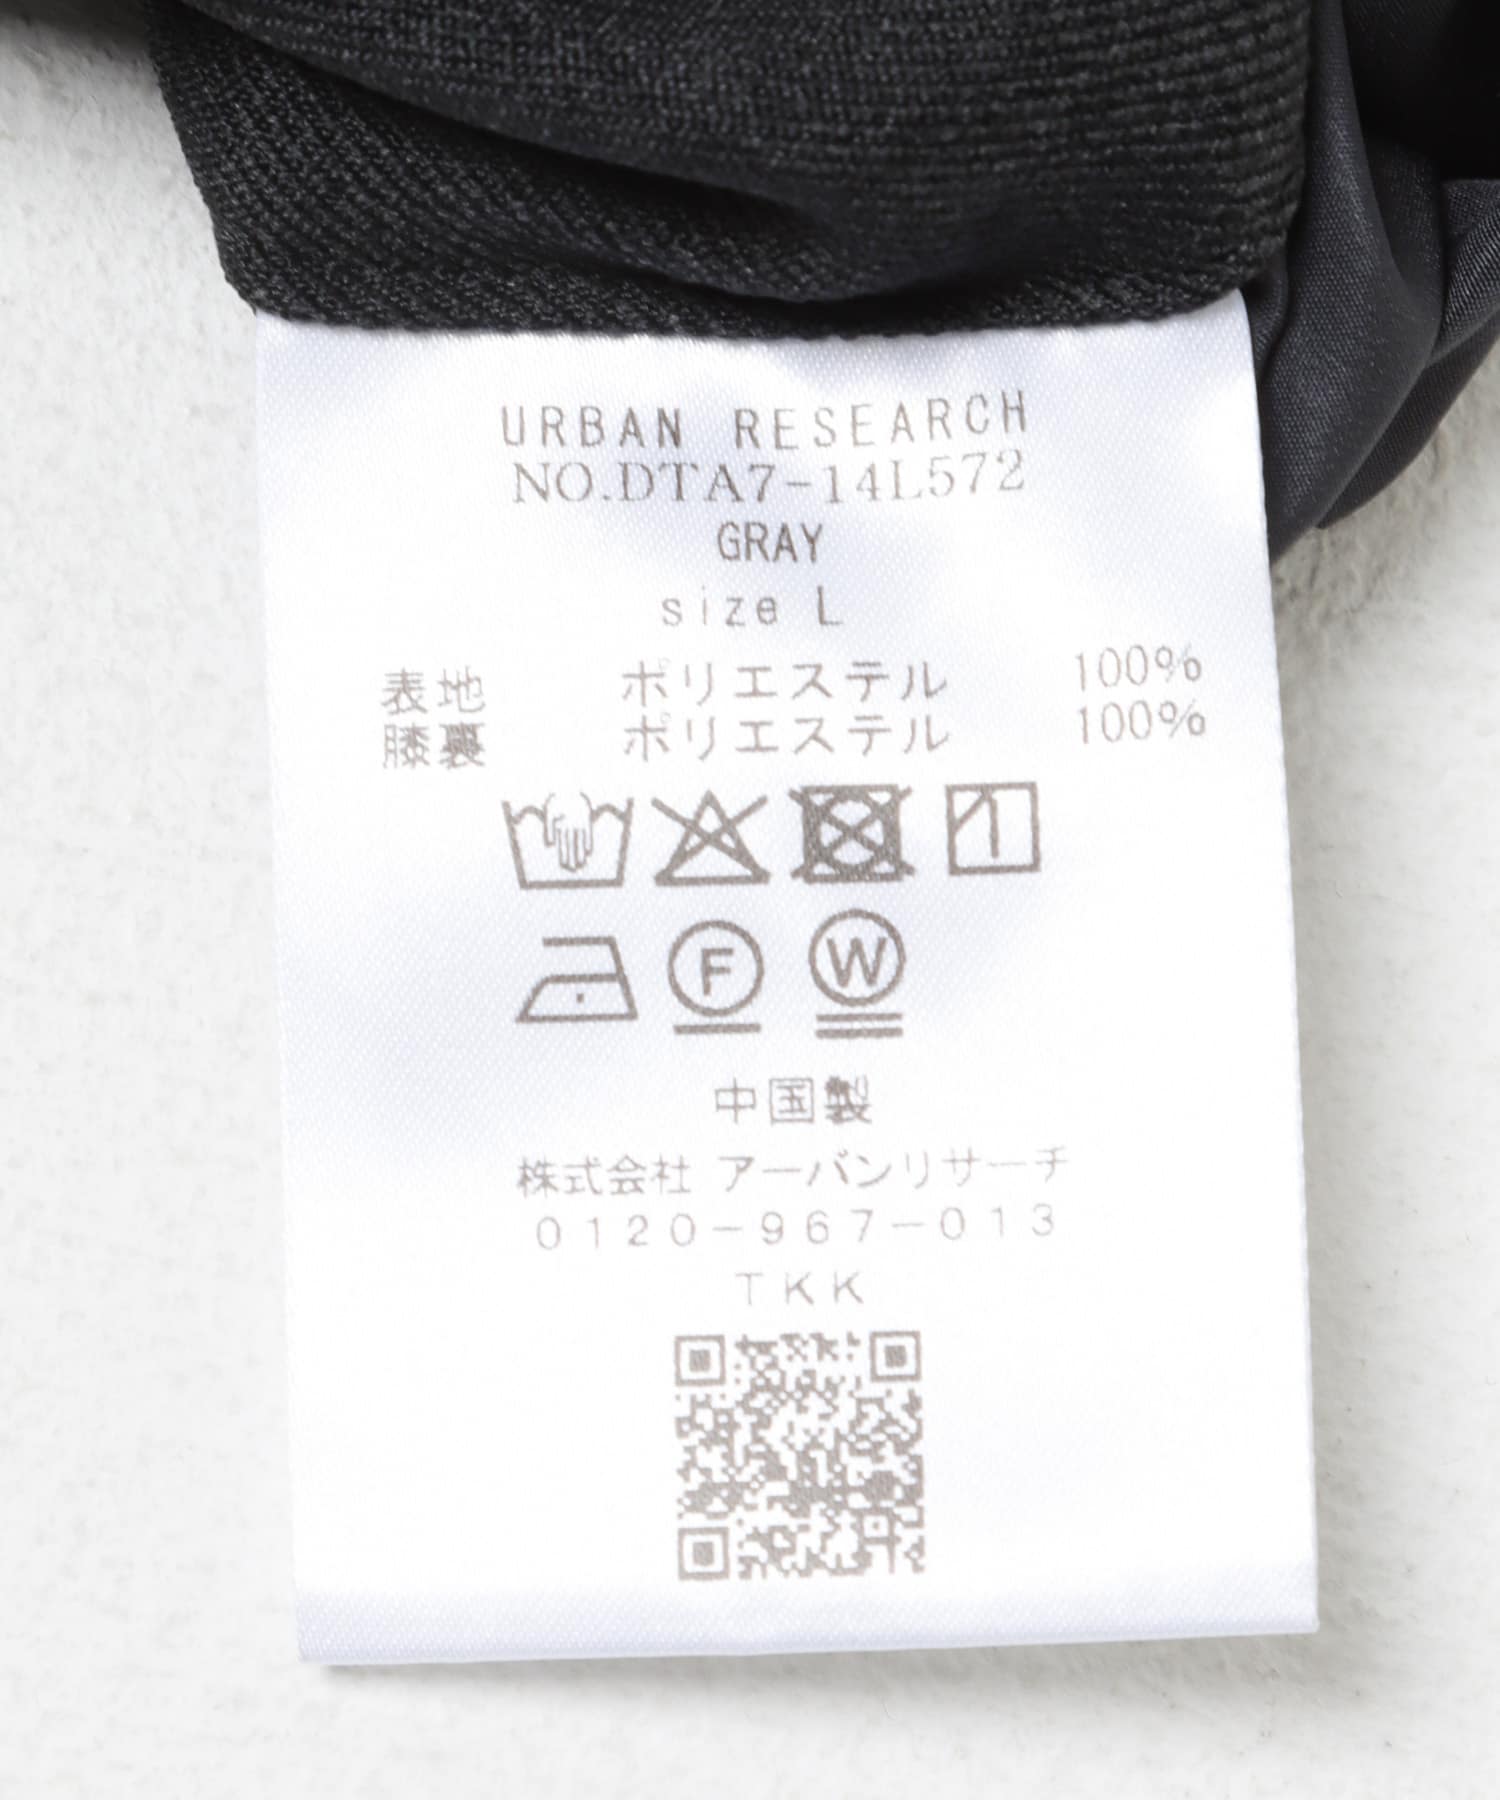 URBAN RESEARCH
NO.DTA7-14L572
GRAY
size L
表地 ポリエステル 100%
膝裏 ポリエステル 100%
F W
中国製
株式会社 アーバンリサーチ
0120-967-013
TKK